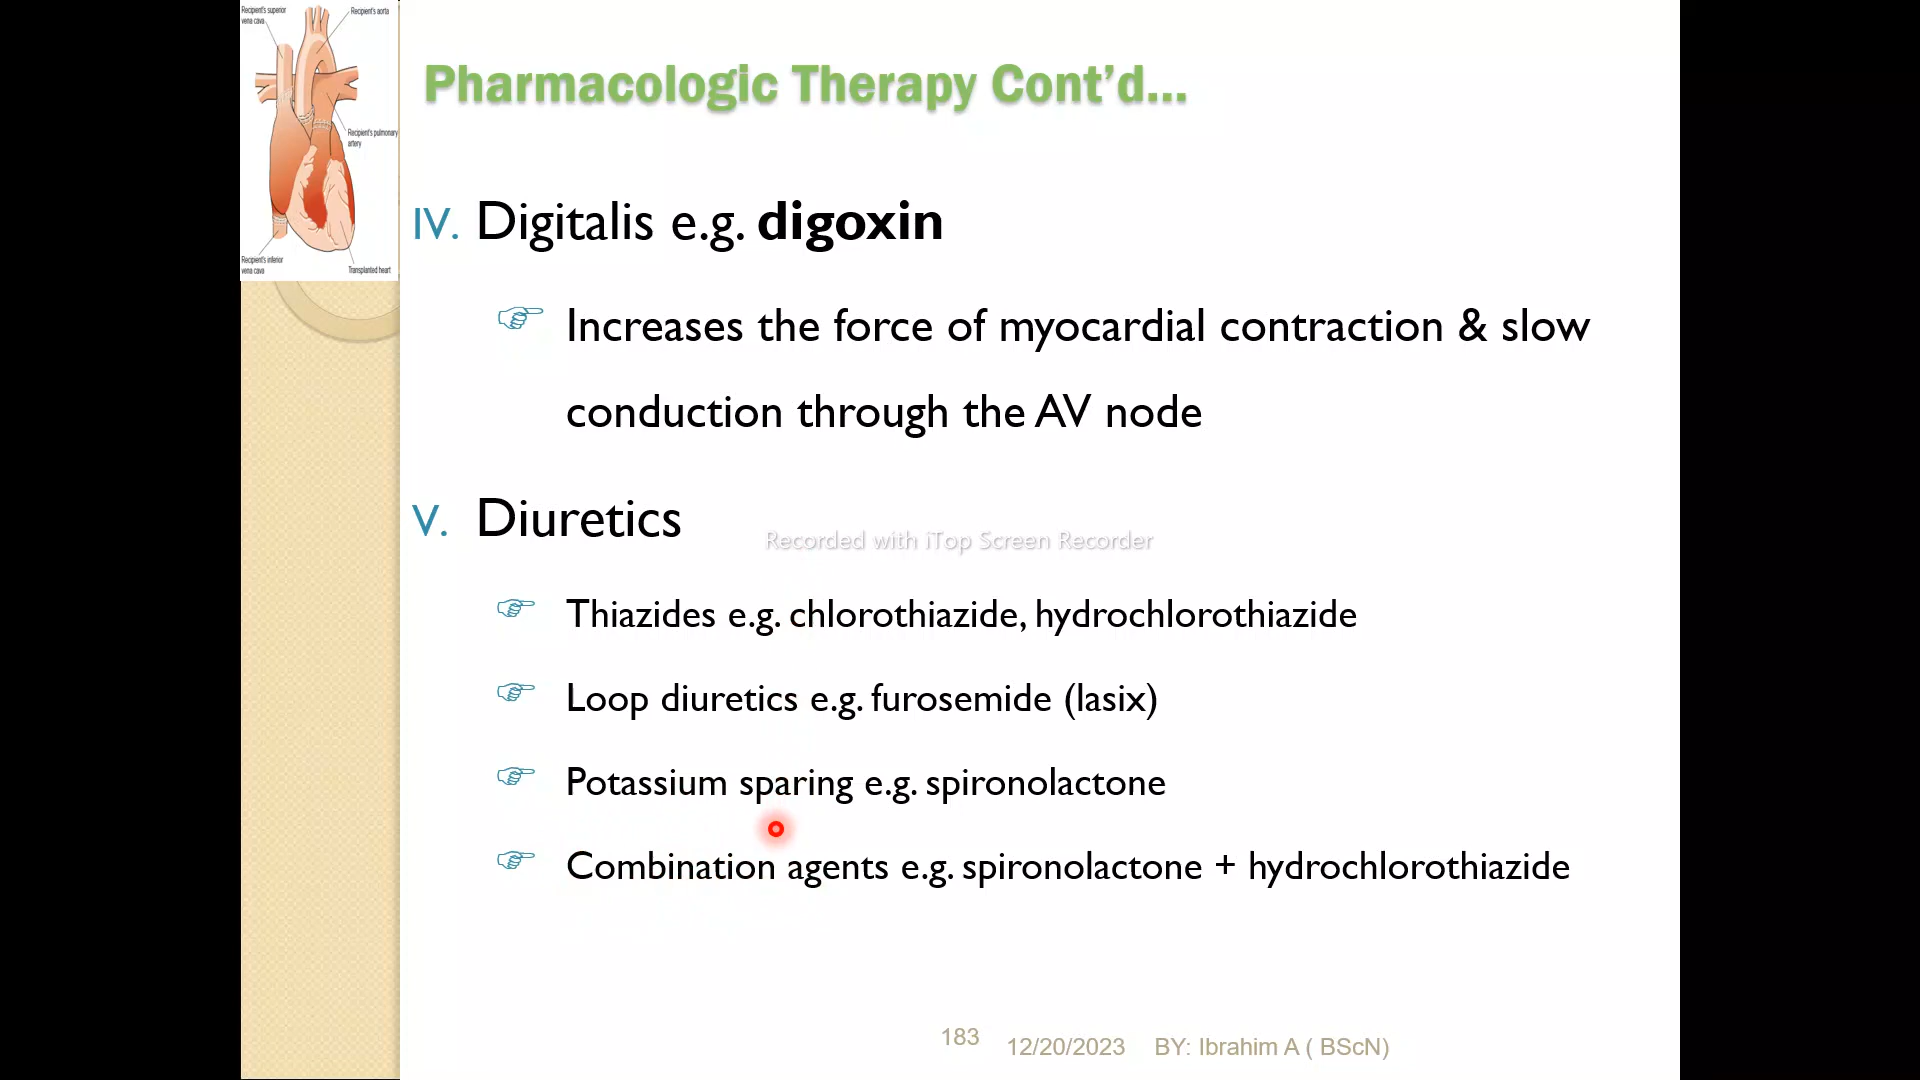 Recipient's superior
vena cava
Recipient's aorta
Recipient's pulmonary
artery
Recipient's inferior
vena cava
Transplanted heart
Pharmacologic Therapy Cont'd...
IV. Digitalis e.g. digoxin
Increases the force of myocardial contraction & slow
conduction through the AV node
V. Diuretics
Recorded with iTop Screen Recorder
Thiazides e.g. chlorothiazide, hydrochlorothiazide
Loop diuretics e.g. furosemide (lasix)
Potassium sparing e.g. spironolactone
Combination agents e.g. spironolactone + hydrochlorothiazide
183 12/20/2023 BY: Ibrahim A ( BScN)